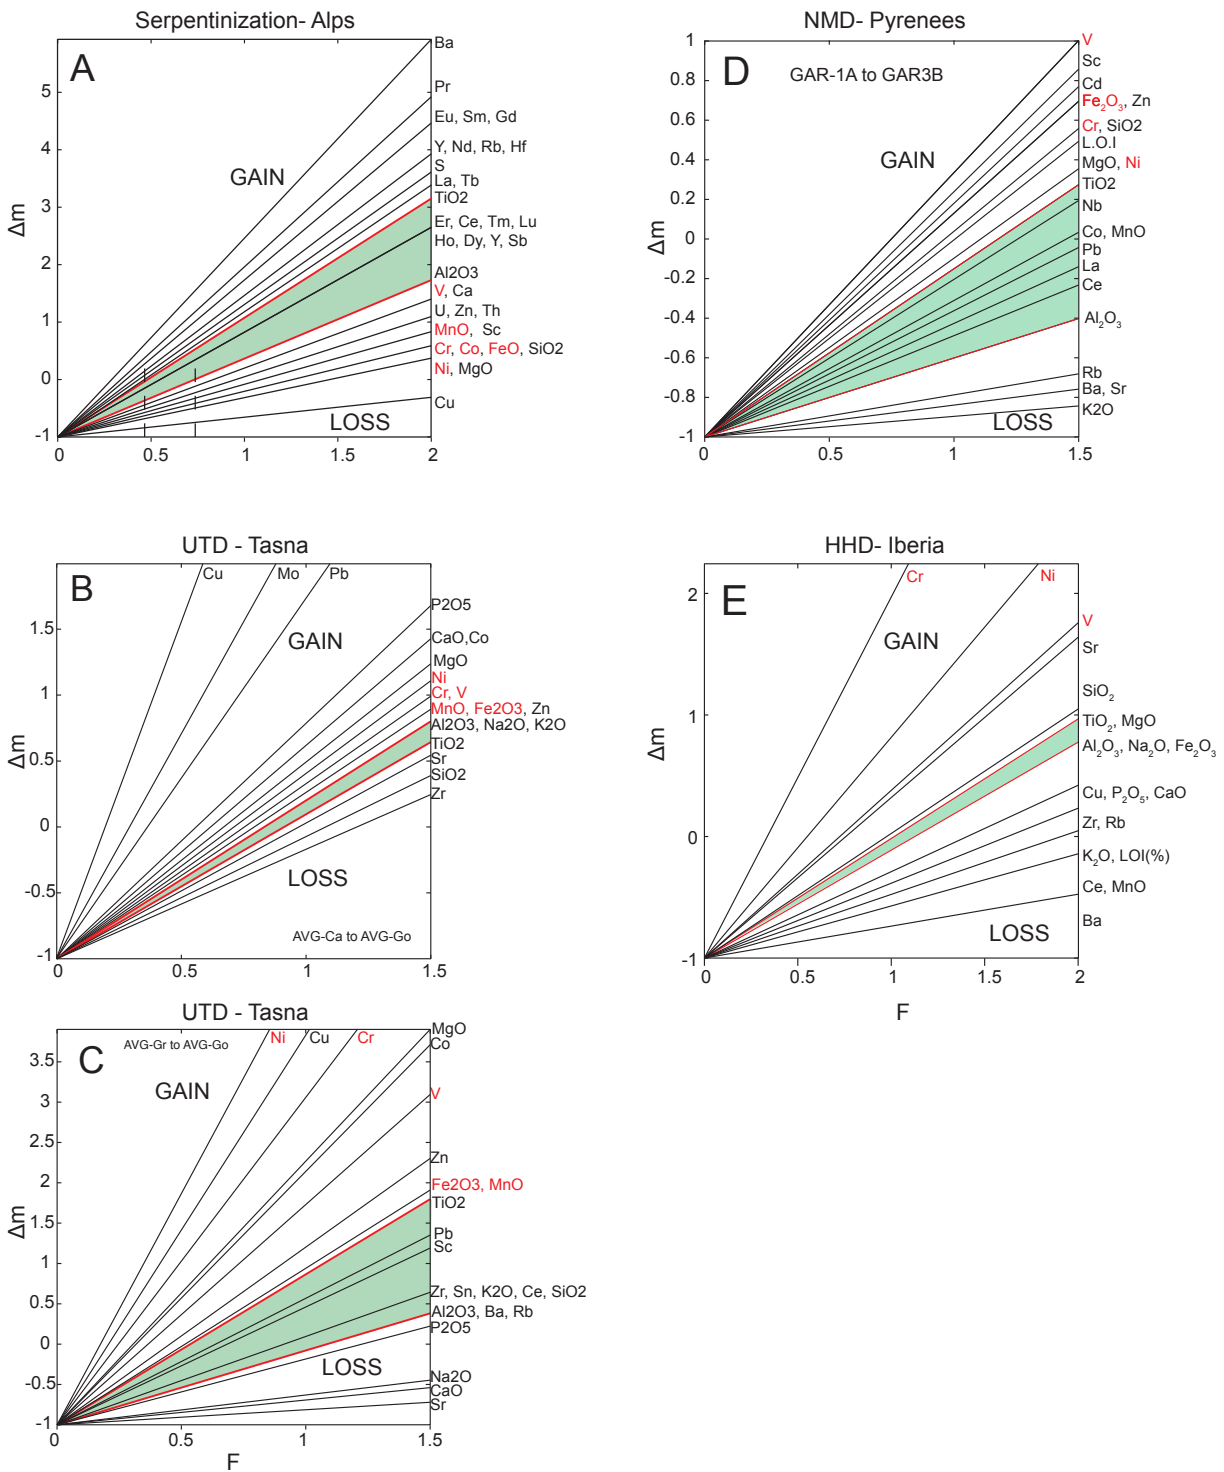 Serpentinization- Alps
A
GAIN
LOSS
Δm
5
4
3
2
1
0
-1
0
0.5
1
1.5
2
Ba
Pr
Eu, Sm, Gd
Y, Nd, Rb, Hf
S
La, Tb
TiO2
Er, Ce, Tm, Lu
Ho, Dy, Y, Sb
Al2O3
V, Ca
U, Zn, Th
MnO, Sc
Cr, Co, FeO, SiO2
Ni, MgO
Cu
NMD- Pyrenees
D
GAR-1A to GAR3B
GAIN
LOSS
Δm
1
0.8
0.6
0.4
0.2
0
-0.2
-0.4
-0.6
-0.8
-1
0
0.5
1
1.5
V
Sc
Cd
Fe₂O₃, Zn
Cr, SiO2
L.O.I
MgO, Ni
TiO2
Nb
Co, MnO
Pb
La
Ce
Al₂O₃
Rb
Ba, Sr
K2O
UTD - Tasna
B
Cu
Mo
Pb
GAIN
LOSS
AVG-Ca to AVG-Go
Δm
1.5
1
0.5
0
-0.5
-1
0
0.5
1
1.5
P2O5
CaO,Co
MgO
Ni
Cr, V
MnO, Fe2O3, Zn
Al2O3, Na2O, K2O
TiO2
Sr
SiO2
Zr
HHD- Iberia
E
Cr
Ni
GAIN
LOSS
Δm
2
1
0
-1
0
0.5
1
1.5
2
F
V
Sr
SiO₂
TiO₂, MgO
Al₂O₃, Na₂O, Fe₂O₃
Cu, P₂O₅, CaO
Zr, Rb
K₂O, LOI(%)
Ce, MnO
Ba
UTD - Tasna
C
AVG-Gr to AVG-Go
Ni
Cu
Cr
GAIN
LOSS
Δm
3.5
3
2.5
2
1.5
1
0.5
0
-0.5
-1
0
0.5
1
1.5
F
MgO
Co
V
Zn
Fe2O3, MnO
TiO2
Pb
Sc
Zr, Sn, K2O, Ce, SiO2
Al2O3, Ba, Rb
P2O5
Na2O
CaO
Sr